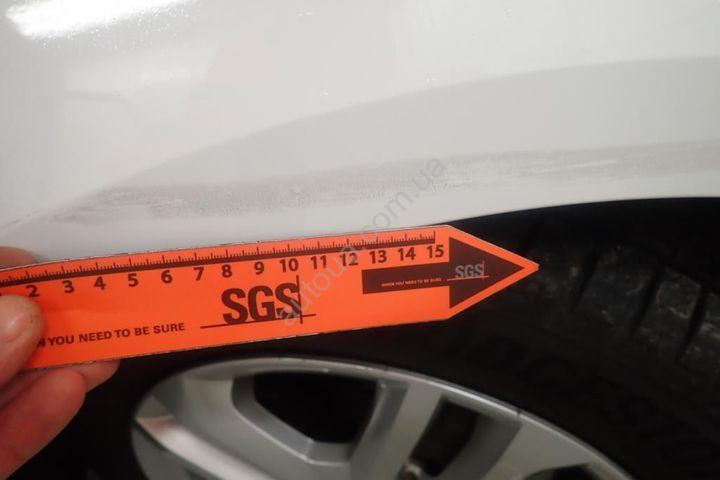 2 3 4 5 6 7 8 9 10 11 12 13 14 15
WHEN YOU NEED TO BE SURE SGS
SGS
N YOU NEED TO BE SURE
autoua.com.ua